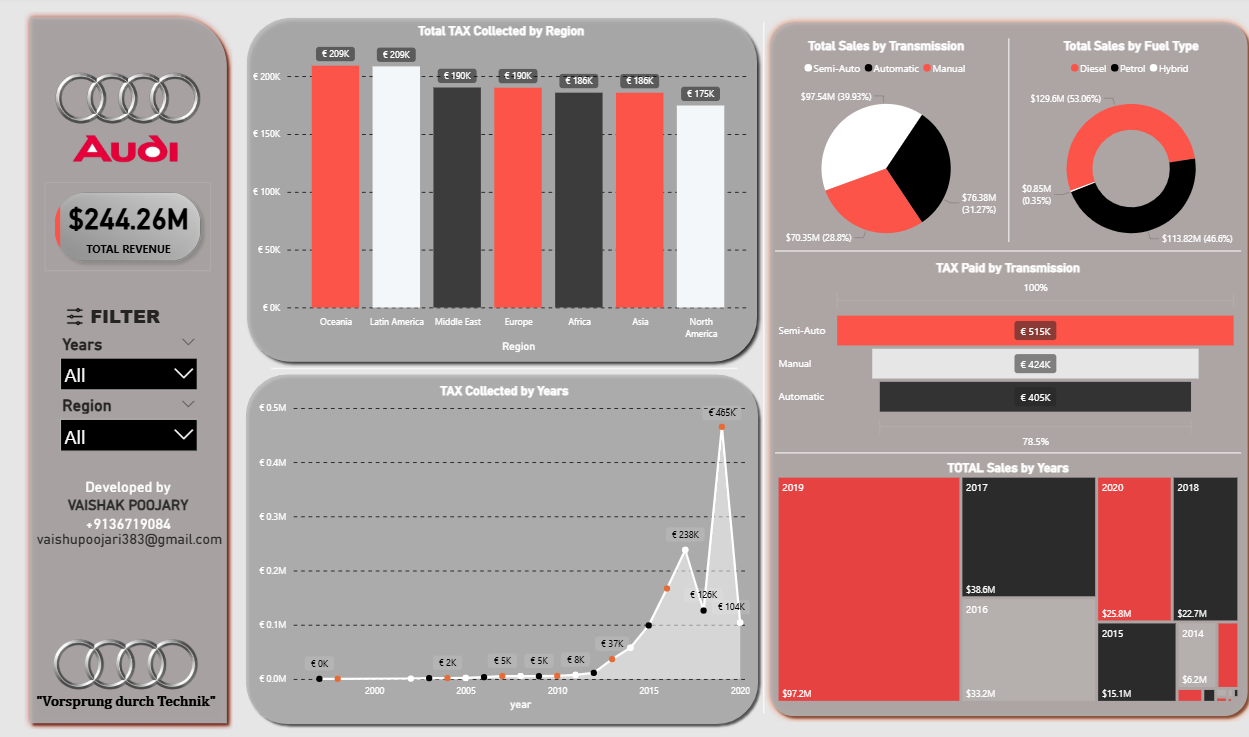 Audi
$244.26M
TOTAL REVENUE
FILTER
Years
All
Region
All
Developed by
VAISHAK POOJARY
+9136719084
vaishupoojari383@gmail.com
"Vorsprung durch Technik"
Total TAX Collected by Region
€ 200K
€ 150K
€ 100K
€ 50K
€ 0K
€ 209K
€ 209K
€ 190K
€ 190K
€ 186K
€ 186K
€ 175K
Oceania
Latin America
Middle East
Europe
Africa
Asia
North
America
Region
TAX Collected by Years
€ 0.5M
€ 0.4M
€ 0.3M
€ 0.2M
€ 0.1M
€ 0.0M
€ 0K
€ 2K
€ 5K
€ 5K
€ 8K
€ 37K
€ 238K
€ 126K
€ 465K
€ 104K
2000
2005
2010
2015
2020
year
Total Sales by Transmission
Semi-Auto Automatic Manual
$97.54M (39.93%)
$76.38M
(31.27%)
$70.35M (28.8%)
Total Sales by Fuel Type
Diesel Petrol Hybrid
$129.6M (53.06%)
$0.85M
(0.35%)
$113.82M (46.6%)
TAX Paid by Transmission
100%
Semi-Auto
€ 515K
Manual
€ 424K
Automatic
€ 405K
78.5%
TOTAL Sales by Years
2019
$97.2M
2017
$38.6M
2016
$33.2M
2020
$25.8M
2018
$22.7M
2015
$15.1M
2014
$6.2M